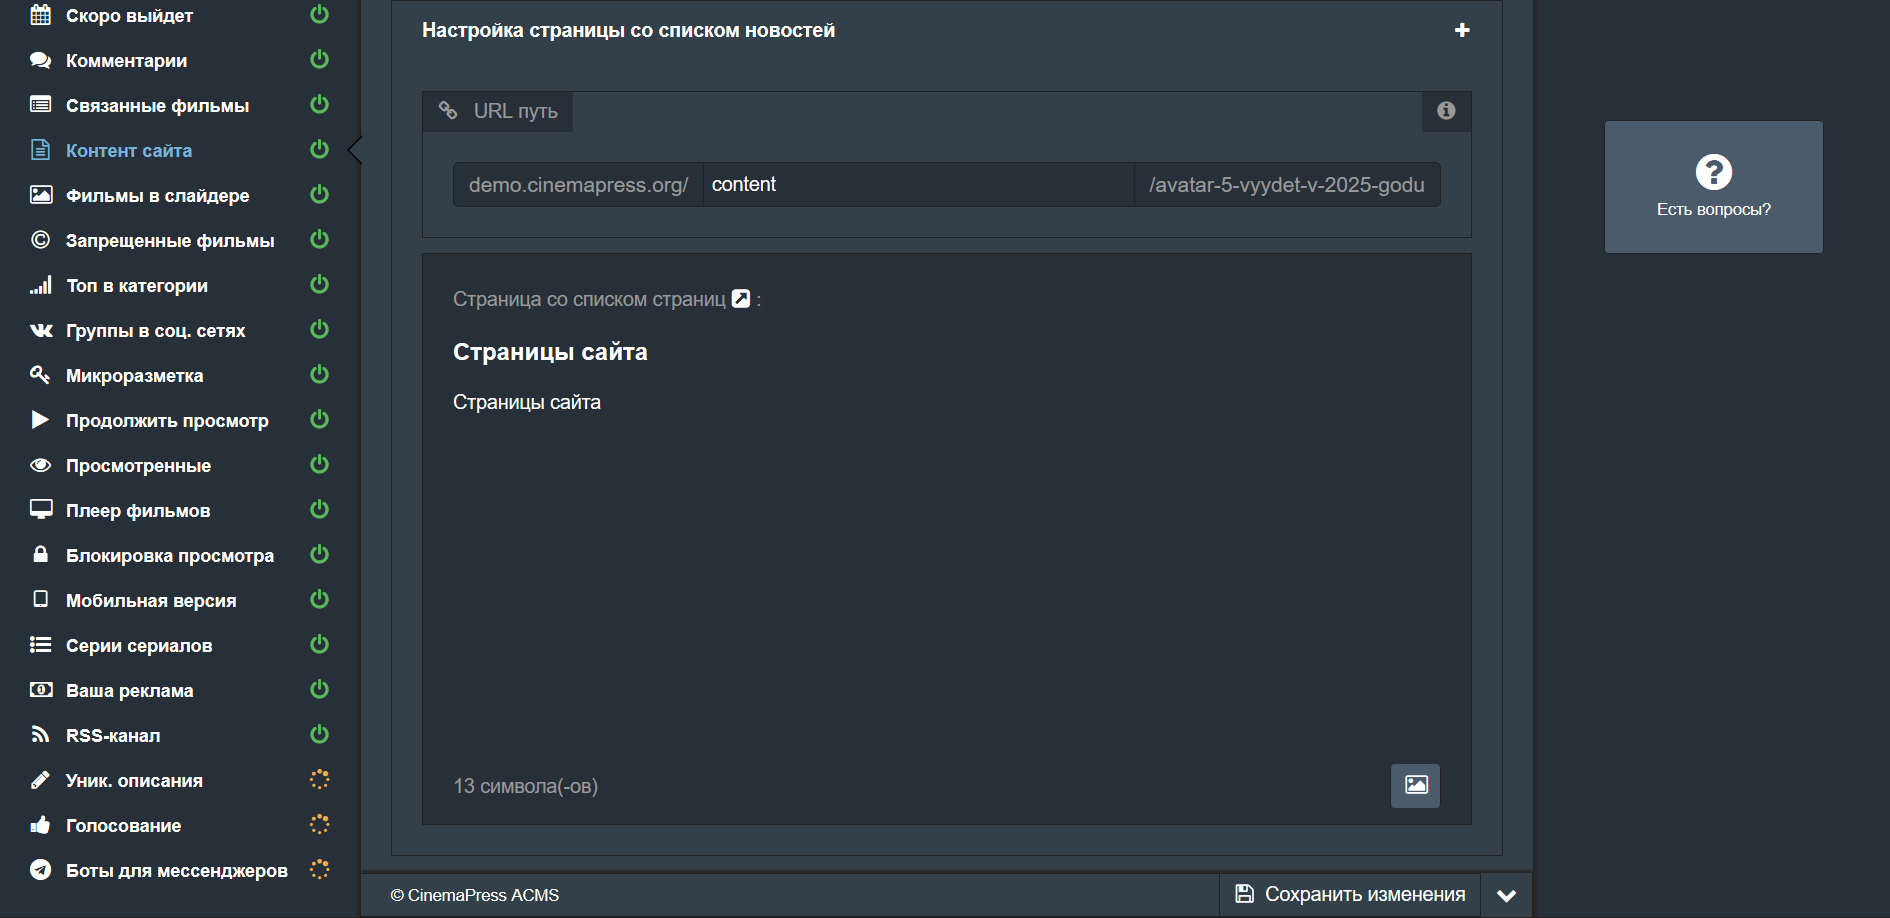 Скоро выйдет
Комментарии
Связанные фильмы
Контент сайта
Фильмы в слайдере
Запрещенные фильмы
Топ в категории
Группы в соц. сетях
Микроразметка
Продолжить просмотр
Просмотренные
Плеер фильмов
Блокировка просмотра
Мобильная версия
Серии сериалов
Ваша реклама
RSS-канал
Уник. описания
Голосование
Боты для мессенджеров
Настройка страницы со списком новостей
URL путь
demo.cinemapress.org/ content /avatar-5-vyydet-v-2025-godu
Страница со списком страниц :
Страницы сайта
Страницы сайта
13 символа(-ов)
© CinemaPress ACMS
Сохранить изменения
Есть вопросы?